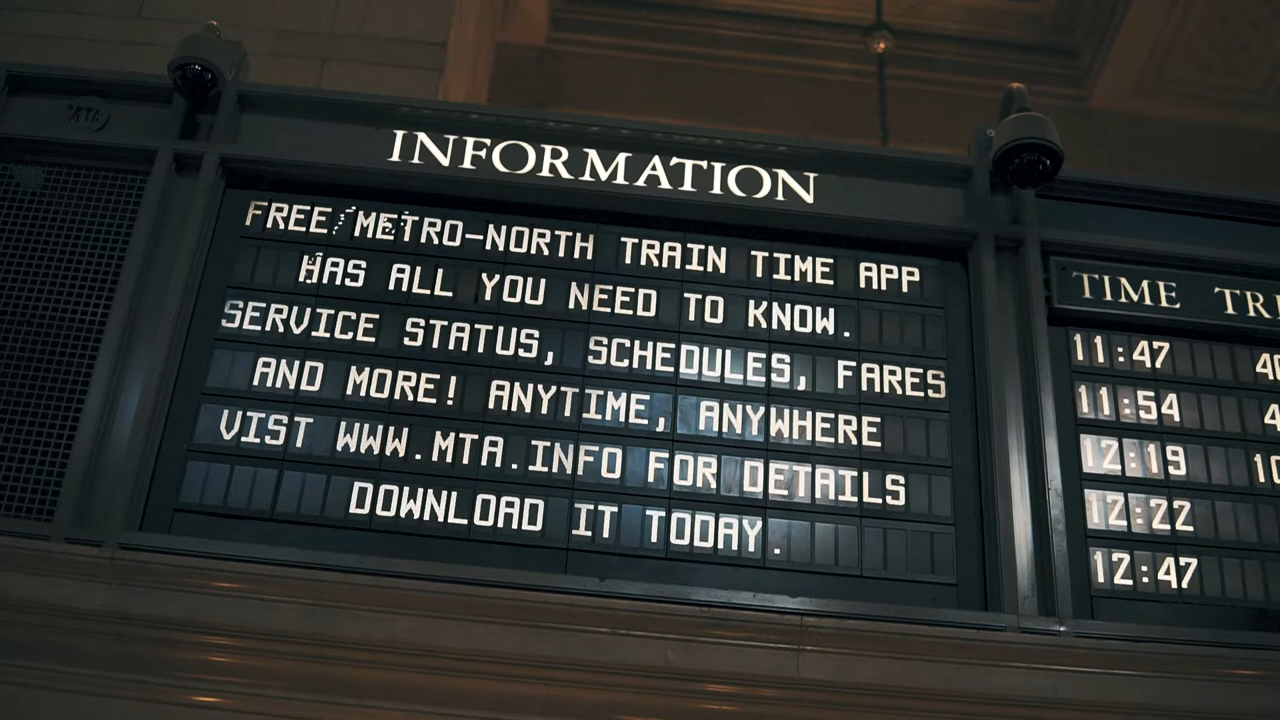 MTA
INFORMATION
FREE METRO-NORTH TRAIN TIME APP
HAS ALL YOU NEED TO KNOW.
SERVICE STATUS, SCHEDULES, FARES
AND MORE! ANYTIME, ANYWHERE
VIST WWW.MTA.INFO FOR DETAILS
DOWNLOAD IT TODAY.
TIME
11:47
11:54
12:19
12:22
12:47